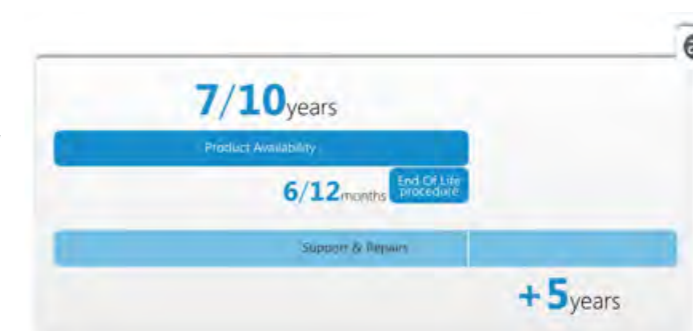 7/10years
Product Availability
6/12months
End Of Life
procedure
Support & Repairs
+5years